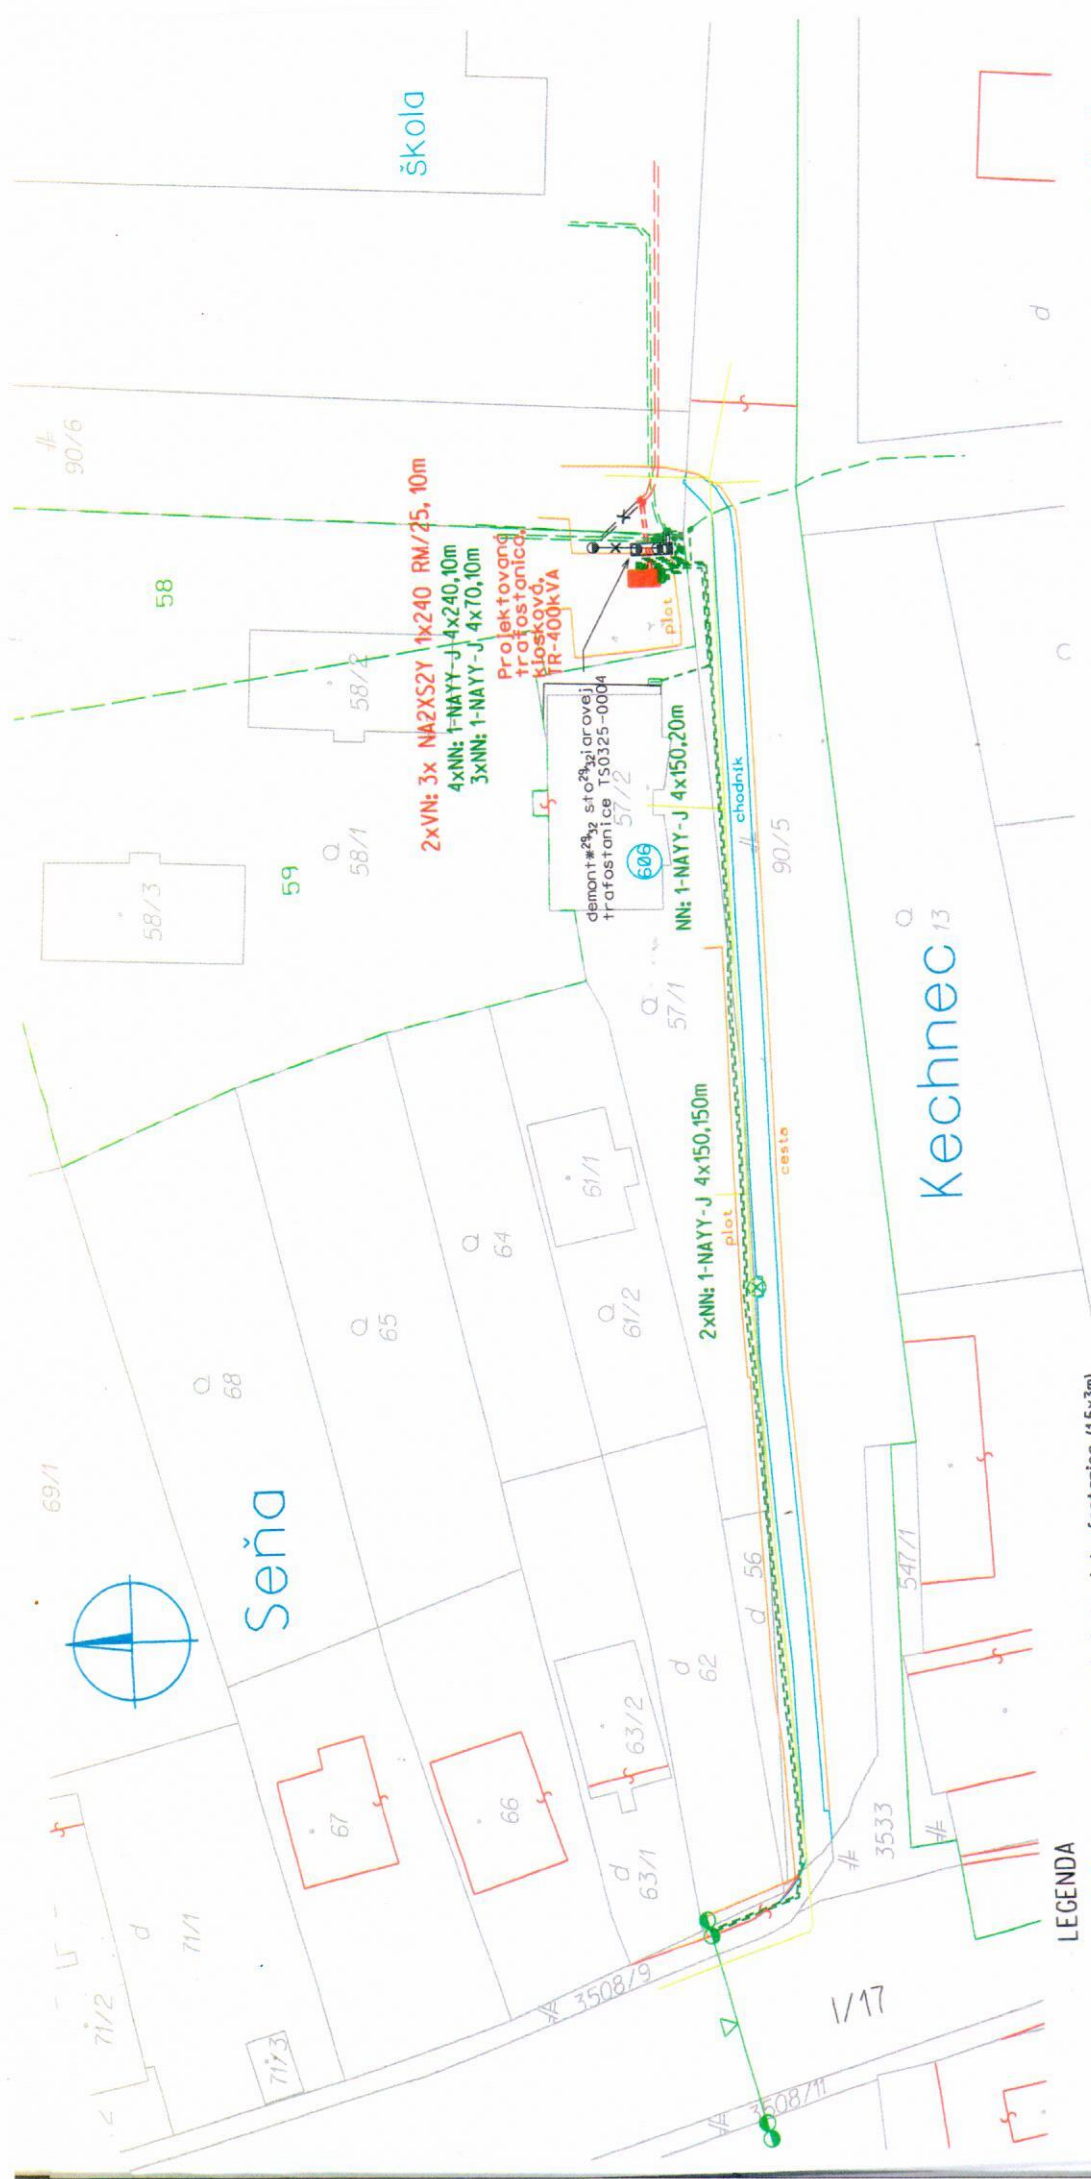 škola
90/6
58
58/2
2xVN: 3x NA2XS2Y 1x240 RM/25, 10m
4xNN: 1-NAYY-J 4x240,10m
3xNN: 1-NAYY-J 4x70,10m
Projektovaná
trafostanica,
kiosková,
TR-400kVA
plot
59
58/1
58/3
demont#²⁹₃₂ sto²⁹₃₂iarovej
trafostanice TS0325-0004
57/2
606
NN: 1-NAYY-J 4x150,20m
chodník
90/5
57/1
13
Kechnec
2xNN: 1-NAYY-J 4x150,150m
plot
cesta
61/1
64
61/2
65
68
69/1
Seňa
d 56
547/1
d
62
63/2
d
63/1
66
67
3533
71/1
d
71/2
71/3
3508/9
I/17
3508/11
d
LEGENDA